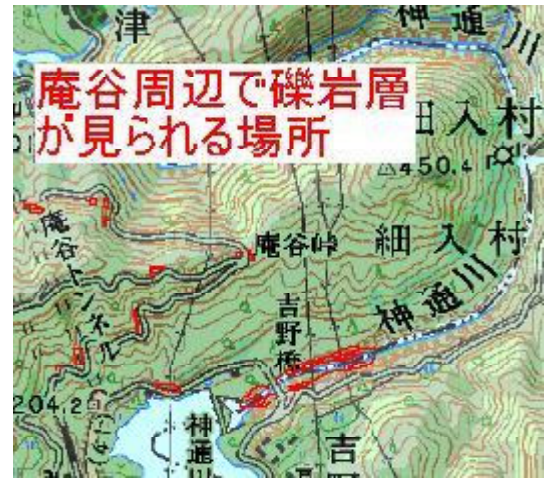 津
神通川
庵谷周辺で礫岩層
が見られる場所
細入村
△450.4
庵谷峠
細入村
庵谷トンネル
吉野橋
神通川
204.2
神通
吉